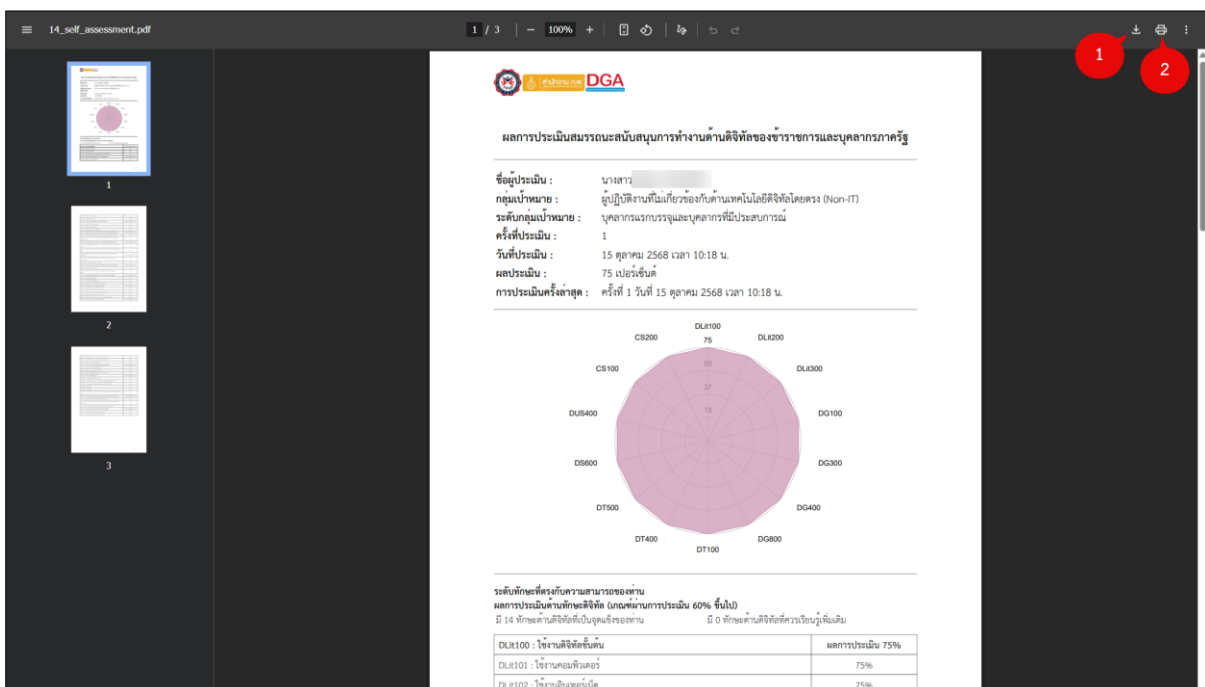 14_self_assessment.pdf
1 / 3
100%
1
2
สำนักงาน ก.พ.
DGA
ผลการประเมินสมรรถนะสนับสนุนการทำงานด้านดิจิทัลของข้าราชการและบุคลากรภาครัฐ
ชื่อผู้ประเมิน : นางสาว
กลุ่มเป้าหมาย : ผู้ปฏิบัติงานที่ไม่เกี่ยวข้องกับด้านเทคโนโลยีดิจิทัลโดยตรง (Non-IT)
ระดับกลุ่มเป้าหมาย : บุคลากรแรกบรรจุและบุคลากรที่มีประสบการณ์
ครั้งที่ประเมิน : 1
วันที่ประเมิน : 15 ตุลาคม 2568 เวลา 10:18 น.
ผลประเมิน : 75 เปอร์เซ็นต์
การประเมินครั้งล่าสุด : ครั้งที่ 1 วันที่ 15 ตุลาคม 2568 เวลา 10:18 น.
DLit100
CS200 75 DLit200
56
CS100 DLit300
37
18
DUS400 DG100
DS600 DG300
DT500 DG400
DT400 DG800
DT100
ระดับทักษะที่ตรงกับความสามารถของท่าน
ผลการประเมินด้านทักษะดิจิทัล (เกณฑ์ผ่านการประเมิน 60% ขึ้นไป)
มี 14 ทักษะด้านดิจิทัลที่เป็นจุดแข็งของท่าน มี 0 ทักษะด้านดิจิทัลที่ควรเรียนรู้เพิ่มเติม
DLit100 : ใช้งานดิจิทัลขั้นต้น ผลการประเมิน 75%
DLit101 : ใช้งานคอมพิวเตอร์ 75%
DLit102 : ใช้งานอินเทอร์เน็ต 75%
1
2
3